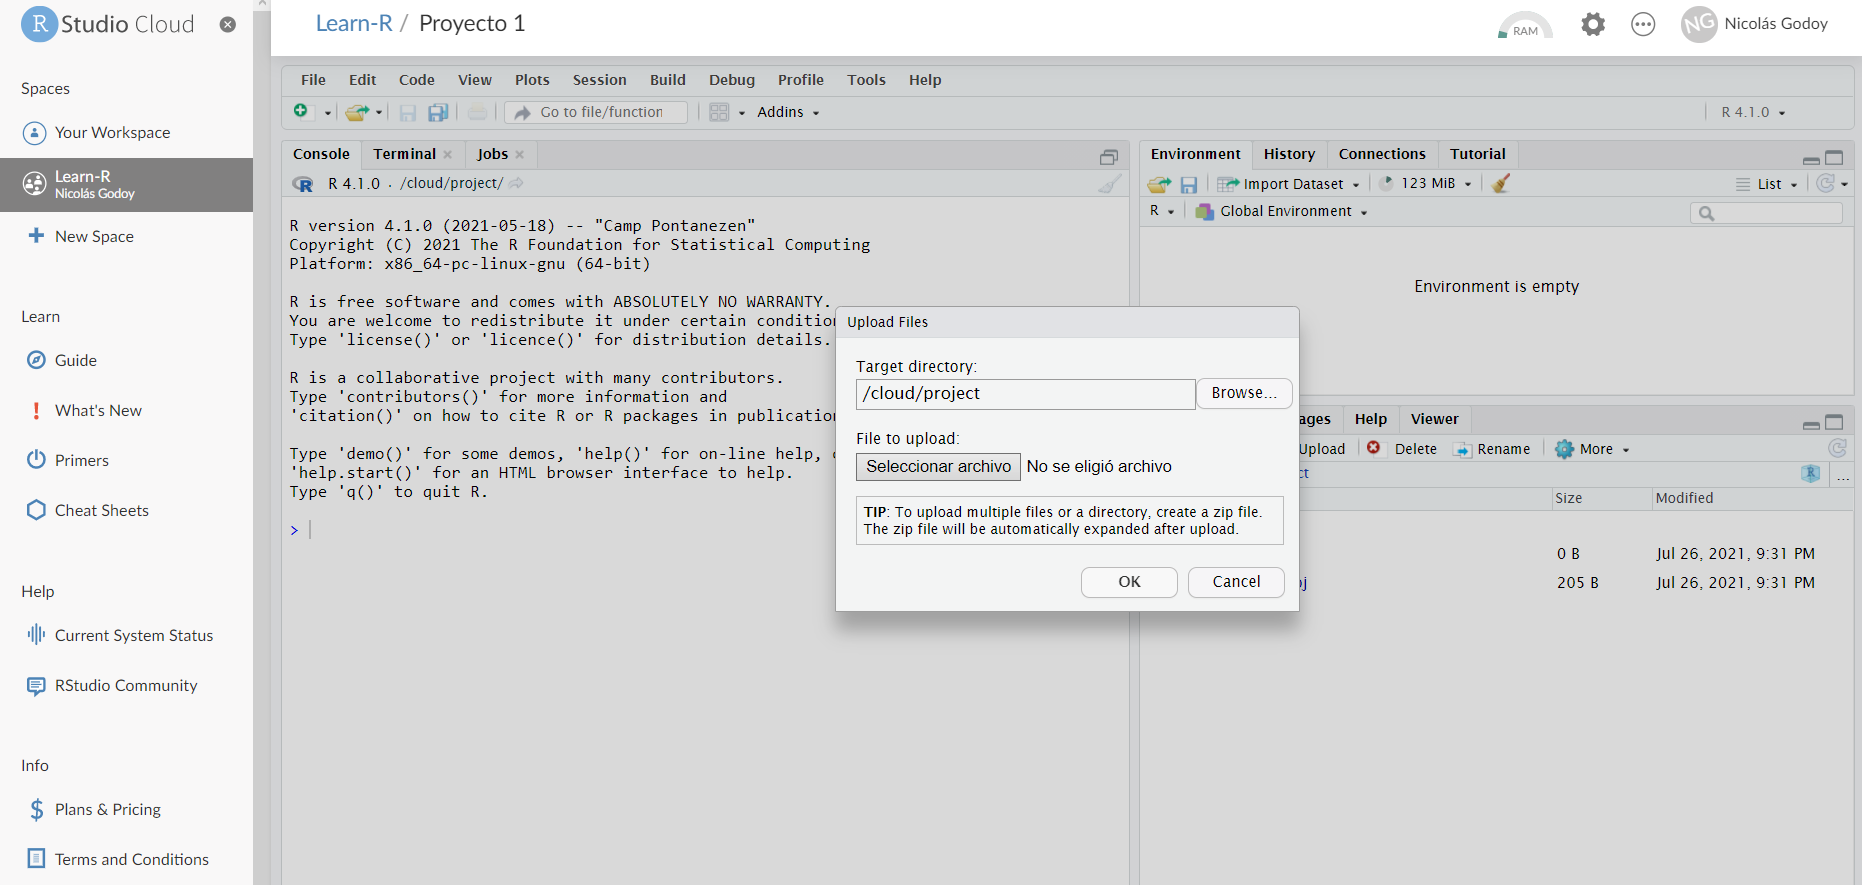 R Studio Cloud
Learn-R / Proyecto 1
RAM
NG
Nicolás Godoy
Spaces
Your Workspace
Learn-R
Nicolás Godoy
New Space
Learn
Guide
What's New
Primers
Cheat Sheets
Help
Current System Status
RStudio Community
Info
Plans & Pricing
Terms and Conditions
File Edit Code View Plots Session Build Debug Profile Tools Help
Go to file/function
Addins
R 4.1.0
Console Terminal Jobs
R R 4.1.0 . /cloud/project/
R version 4.1.0 (2021-05-18) -- "Camp Pontanezen"
Copyright (C) 2021 The R Foundation for Statistical Computing
Platform: x86_64-pc-linux-gnu (64-bit)
R is free software and comes with ABSOLUTELY NO WARRANTY.
You are welcome to redistribute it under certain condition
Type 'license()' or 'licence()' for distribution details.
R is a collaborative project with many contributors.
Type 'contributors()' for more information and
'citation()' on how to cite R or R packages in publication
Type 'demo()' for some demos, 'help()' for on-line help,
'help.start()' for an HTML browser interface to help.
Type 'q()' to quit R.
>
Environment History Connections Tutorial
Import Dataset 123 MiB List
R Global Environment
Environment is empty
Upload Files
Target directory:
/cloud/project Browse...
File to upload:
Seleccionar archivo No se eligió archivo
TIP: To upload multiple files or a directory, create a zip file.
The zip file will be automatically expanded after upload.
OK Cancel
ages Help Viewer
Upload Delete Rename More
ct R ...
Size Modified
0 B Jul 26, 2021, 9:31 PM
oj 205 B Jul 26, 2021, 9:31 PM